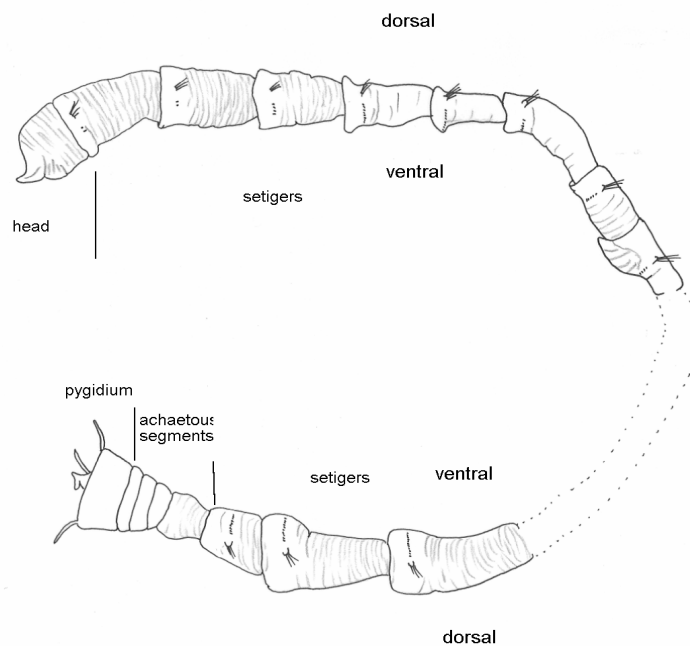 dorsal
ventral
setigers
head
pygidium
achaetous
segments
setigers
ventral
dorsal